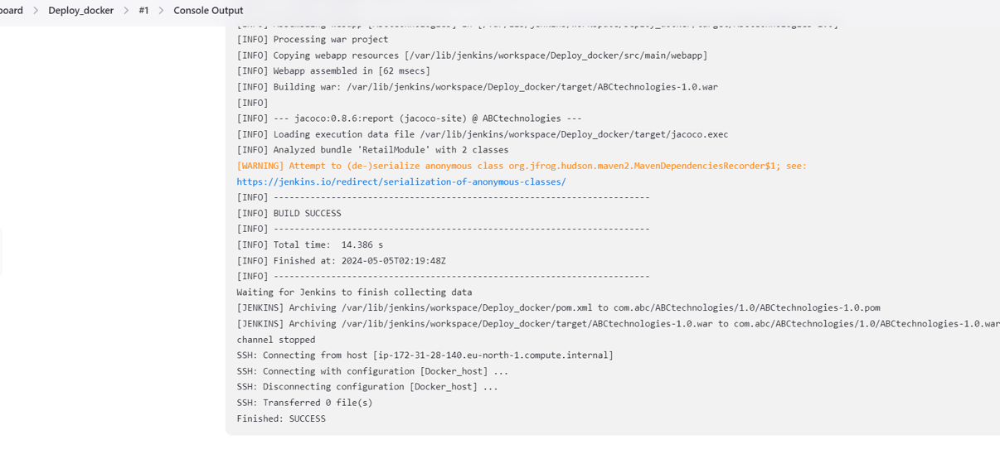 board > Deploy_docker > #1 > Console Output
[INFO] Processing war project
[INFO] Copying webapp resources [/var/lib/jenkins/workspace/Deploy_docker/src/main/webapp]
[INFO] Webapp assembled in [62 msecs]
[INFO] Building war: /var/lib/jenkins/workspace/Deploy_docker/target/ABCtechnologies-1.0.war
[INFO]
[INFO] --- jacoco:0.8.6:report (jacoco-site) @ ABCtechnologies ---
[INFO] Loading execution data file /var/lib/jenkins/workspace/Deploy_docker/target/jacoco.exec
[INFO] Analyzed bundle 'RetailModule' with 2 classes
[WARNING] Attempt to (de-)serialize anonymous class org.jfrog.hudson.maven2.MavenDependenciesRecorder$1; see:
https://jenkins.io/redirect/serialization-of-anonymous-classes/
[INFO] ------------------------------------------------------------------------
[INFO] BUILD SUCCESS
[INFO] ------------------------------------------------------------------------
[INFO] Total time:  14.386 s
[INFO] Finished at: 2024-05-05T02:19:48Z
[INFO] ------------------------------------------------------------------------
Waiting for Jenkins to finish collecting data
[JENKINS] Archiving /var/lib/jenkins/workspace/Deploy_docker/pom.xml to com.abc/ABCtechnologies/1.0/ABCtechnologies-1.0.pom
[JENKINS] Archiving /var/lib/jenkins/workspace/Deploy_docker/target/ABCtechnologies-1.0.war to com.abc/ABCtechnologies/1.0/ABCtechnologies-1.0.war
channel stopped
SSH: Connecting from host [ip-172-31-28-140.eu-north-1.compute.internal]
SSH: Connecting with configuration [Docker_host] ...
SSH: Disconnecting configuration [Docker_host] ...
SSH: Transferred 0 file(s)
Finished: SUCCESS